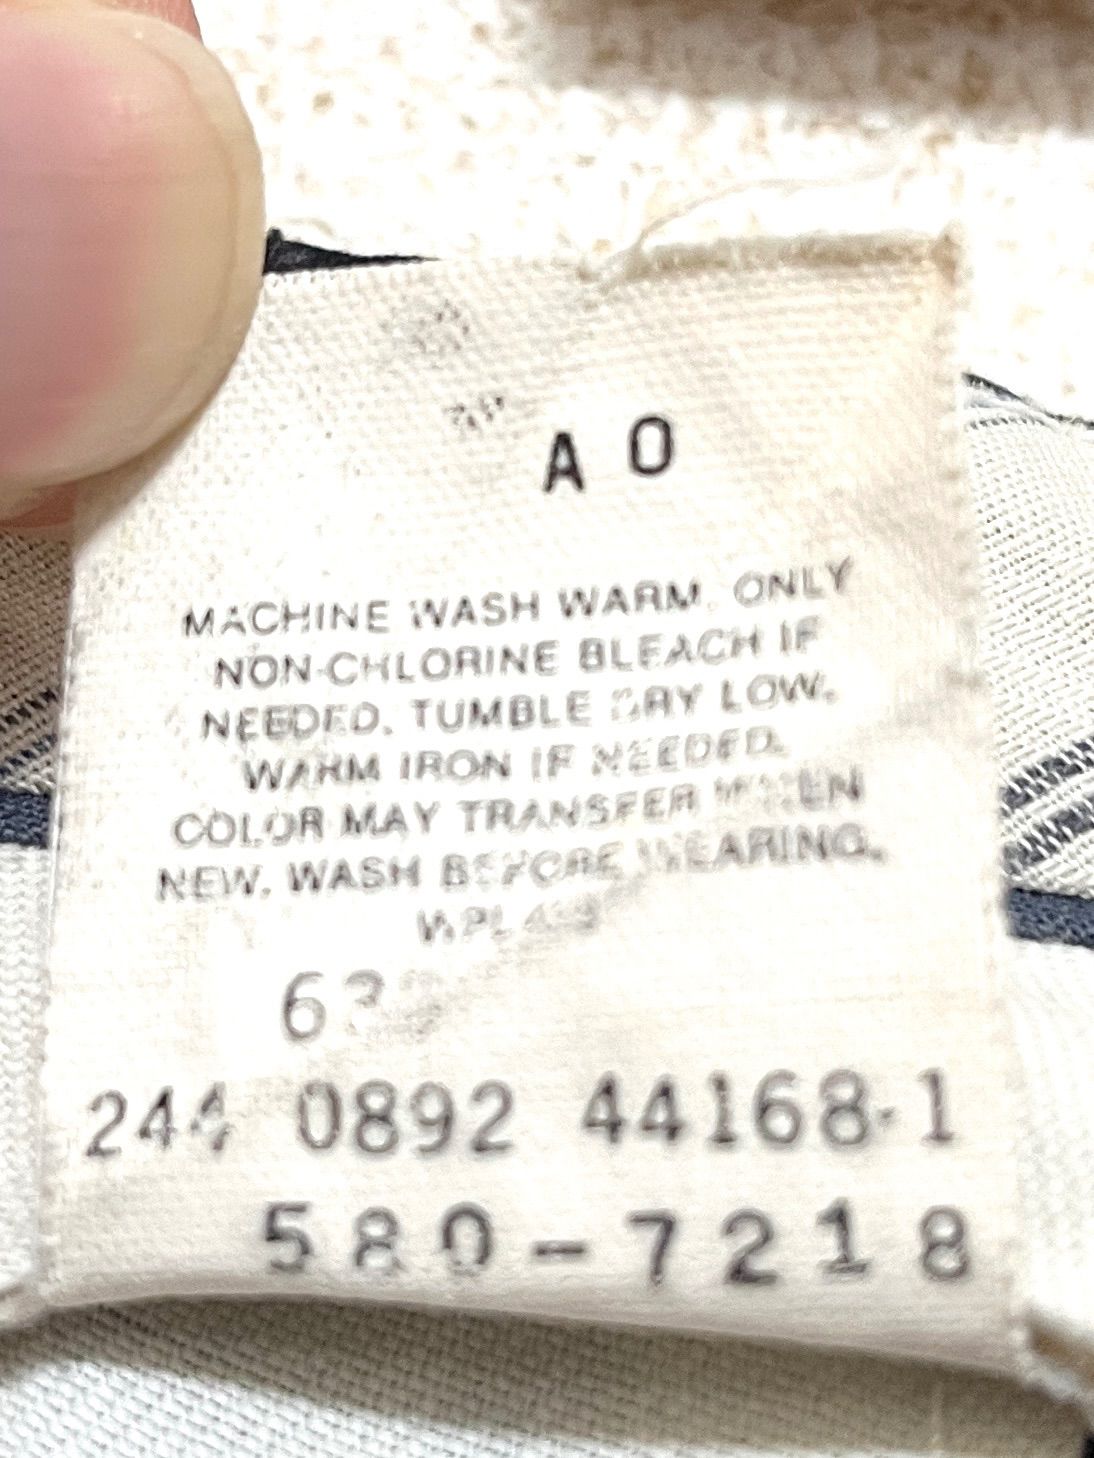 A 0
MACHINE WASH WARM. ONLY
NON-CHLORINE BLEACH IF
NEEDED. TUMBLE DRY LOW.
WARM IRON IF NEEDED.
COLOR MAY TRANSFER WHEN
NEW. WASH BEFORE WEARING.
244 0892 44168-1
580-7218